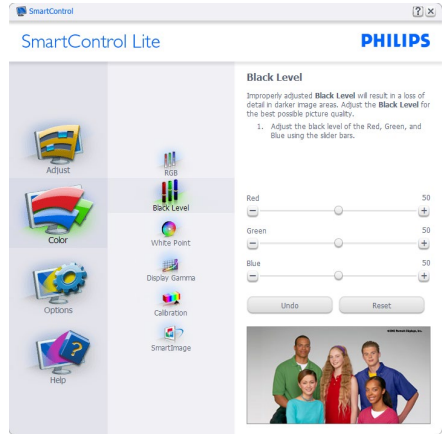 SmartControl
SmartControl Lite
PHILIPS
Adjust
Color
Options
Help
RGB
Black Level
White Point
Display Gamma
Calibration
SmartImage
Black Level
Improperly adjusted Black Level will result in a loss of
detail in darker image areas. Adjust the Black Level for
the best possible picture quality.
1. Adjust the black level of the Red, Green, and
Blue using the slider bars.
Red 50
Green 50
Blue 50
Undo
Reset